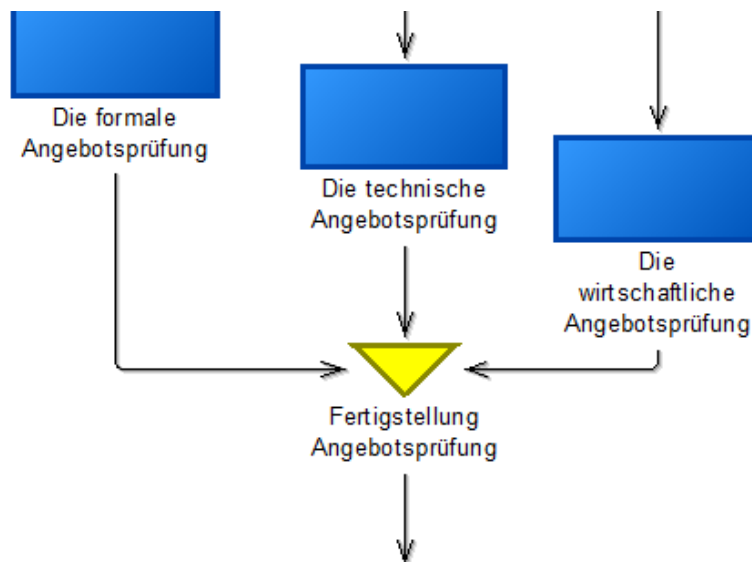 Die formale
Angebotsprüfung
Die technische
Angebotsprüfung
Die
wirtschaftliche
Angebotsprüfung
Fertigstellung
Angebotsprüfung